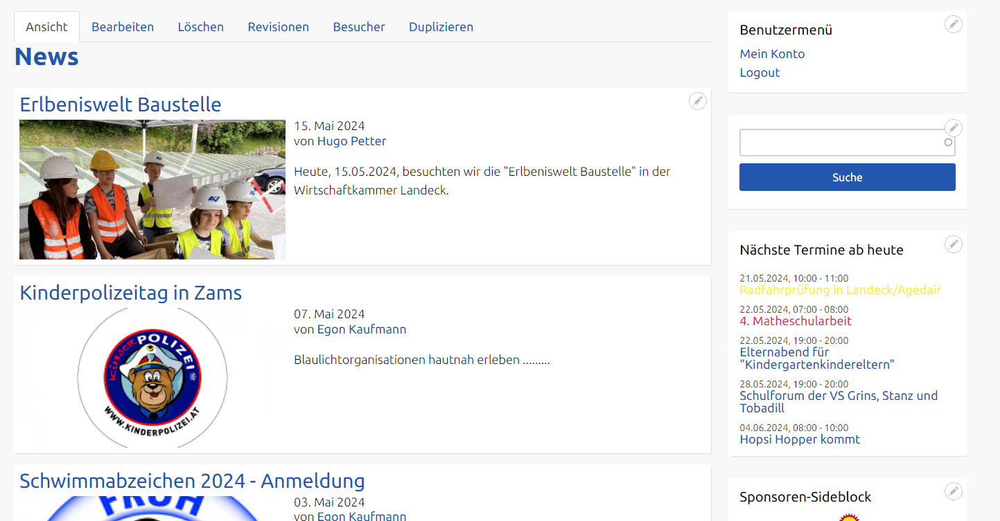 Ansicht Bearbeiten Löschen Revisionen Besucher Duplizieren
News
Erlbeniswelt Baustelle
15. Mai 2024
von Hugo Petter
Heute, 15.05.2024, besuchten wir die "Erlbeniswelt Baustelle" in der
Wirtschaftkammer Landeck.
Kinderpolizeitag in Zams
KinDER POLIZEI
WWW.KINDERPOLIZEI.AT
07. Mai 2024
von Egon Kaufmann
Blaulichtorganisationen hautnah erleben .........
Schwimmabzeichen 2024 - Anmeldung
FRÜH
03. Mai 2024
von Egon Kaufmann
Benutzermenü
Mein Konto
Logout
Suche
Nächste Termine ab heute
21.05.2024, 10:00 - 11:00
Radfahrprüfung in Landeck/Agedair
22.05.2024, 07:00 - 08:00
4. Matheschularbeit
22.05.2024, 19:00 - 20:00
Elternabend für
"Kindergartenkindereltern"
28.05.2024, 19:00 - 20:00
Schulforum der VS Grins, Stanz und
Tobadill
04.06.2024, 08:00 - 10:00
Hopsi Hopper kommt
Sponsoren-Sideblock